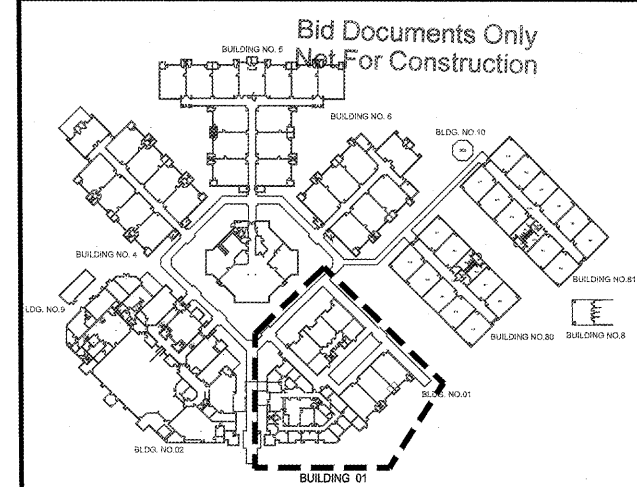 Bid Documents Only
Not For Construction
BUILDING NO. 5
BUILDING NO. 6
BLDG. NO.10
BUILDING NO. 4
BUILDING NO.81
LDG. NO.9
BUILDING NO.80
BUILDING NO.8
BLDG. NO.01
BLDG. NO.02
BUILDING 01